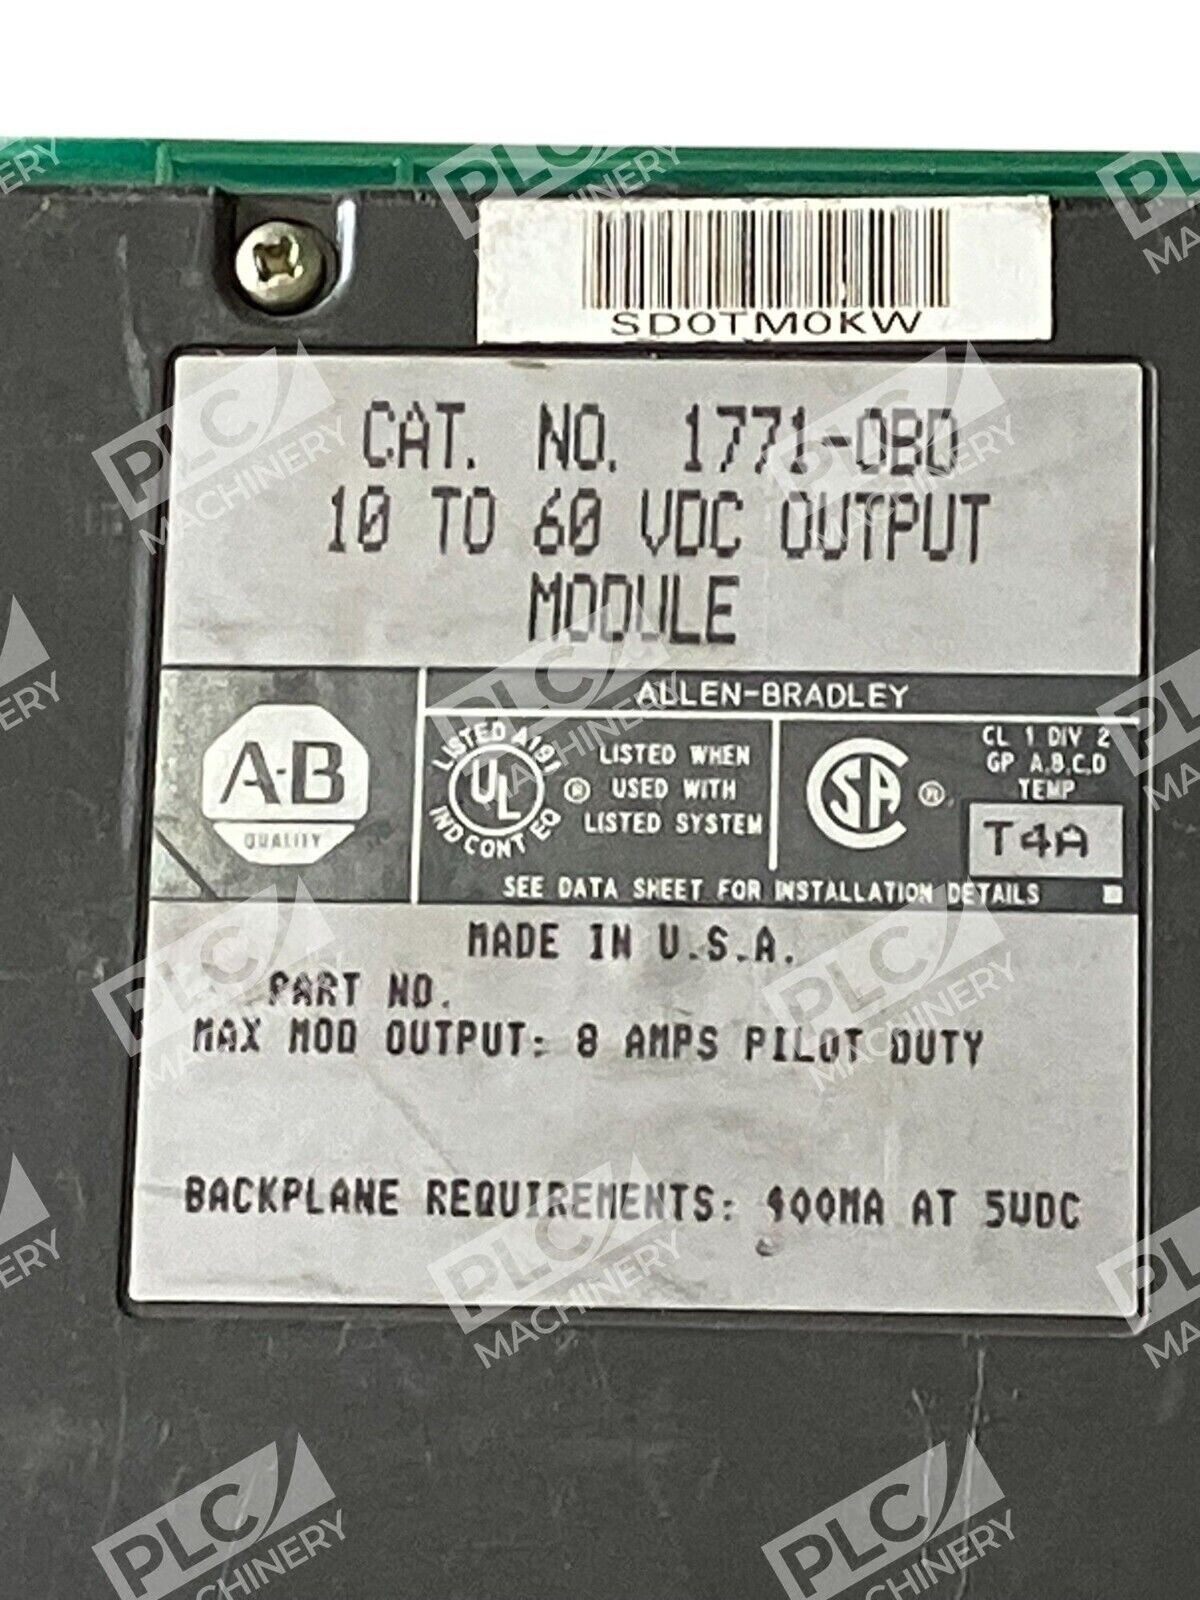 SD0TM0KW
CAT. NO. 1771-OBD
10 TO 60 VDC OUTPUT
MODULE
ALLEN-BRADLEY
A-B
QUALITY
LISTED A191
UL
IND CONT EQ
®
LISTED WHEN
USED WITH
LISTED SYSTEM
SA
®
CL 1 DIV 2
GP A,B,C,D
TEMP
T4A
SEE DATA SHEET FOR INSTALLATION DETAILS
MADE IN U.S.A.
PART NO.
MAX MOD OUTPUT: 8 AMPS PILOT DUTY
BACKPLANE REQUIREMENTS: 400MA AT 5VDC
PLC MACHINERY